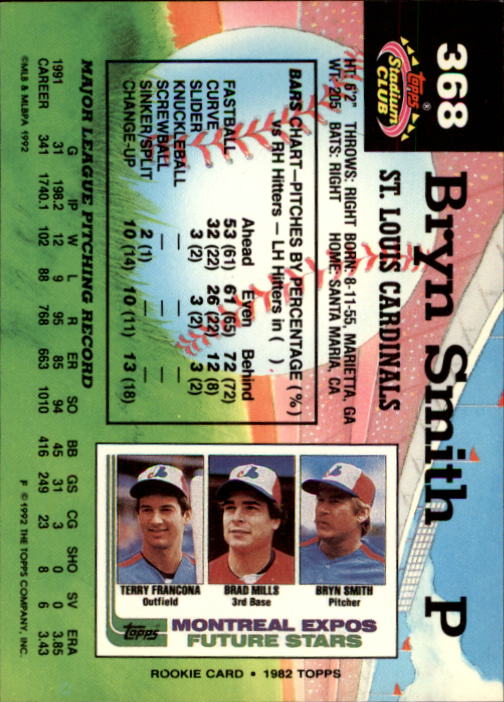 368
Topps®
Stadium
CLUB
Bryn Smith P
ST. LOUIS CARDINALS
HT: 6'2" THROWS: RIGHT BORN: 8-11-55, MARIETTA, GA
WT: 205 BATS: RIGHT HOME: SANTA MARIA, CA
BARS CHART—PITCHES BY PERCENTAGE (%)
vs RH Hitters — LH Hitters in ( ).
Ahead Even Behind
FASTBALL 53 (61) 61 (65) 72 (72)
CURVE 32 (22) 26 (22) 12 (8)
SLIDER 3 (2) 3 (2) 3 (2)
KNUCKLEBALL — — —
SCREWBALL — — —
SINKER/SPLIT 2 (1) — —
CHANGE-UP 10 (14) 10 (11) 13 (18)
MAJOR LEAGUE PITCHING RECORD
G IP W L R ER SO BB GS CG SHO SV ERA
1991 31 198.2 12 9 95 85 94 45 31 3 0 0 3.85
CAREER 341 1740.1 102 88 768 663 1010 416 249 23 8 6 3.43
©MLB & MLBPA 1992
F ©1992 THE TOPPS COMPANY, INC.
TERRY FRANCONA
Outfield
BRAD MILLS
3rd Base
BRYN SMITH
Pitcher
Topps
MONTREAL EXPOS
FUTURE STARS
ROOKIE CARD • 1982 TOPPS